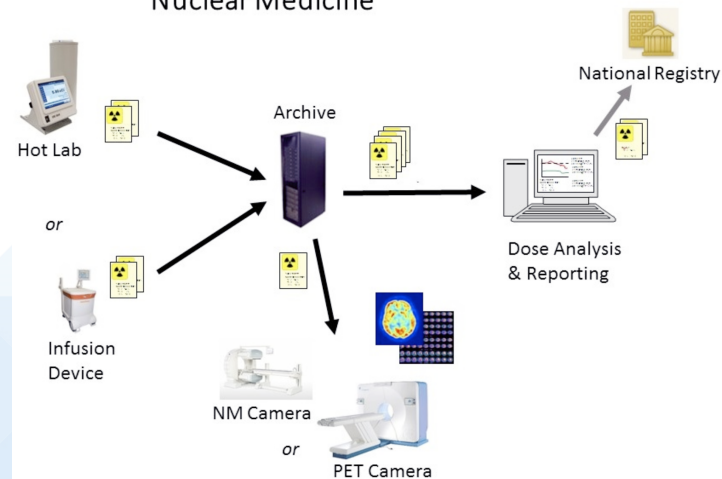 Nuclear Medicine
National Registry
Archive
Hot Lab
or
Dose Analysis
& Reporting
Infusion
Device
NM Camera
or
PET Camera